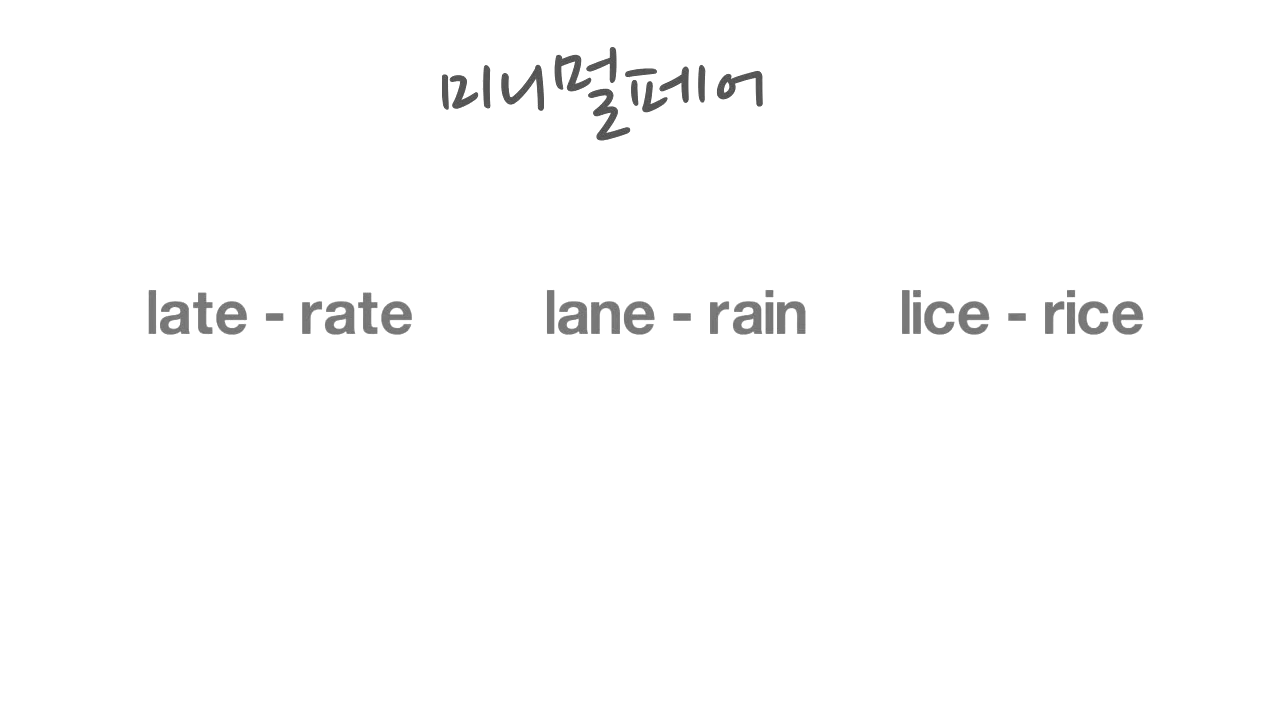 미니멀페어
late - rate lane - rain lice - rice